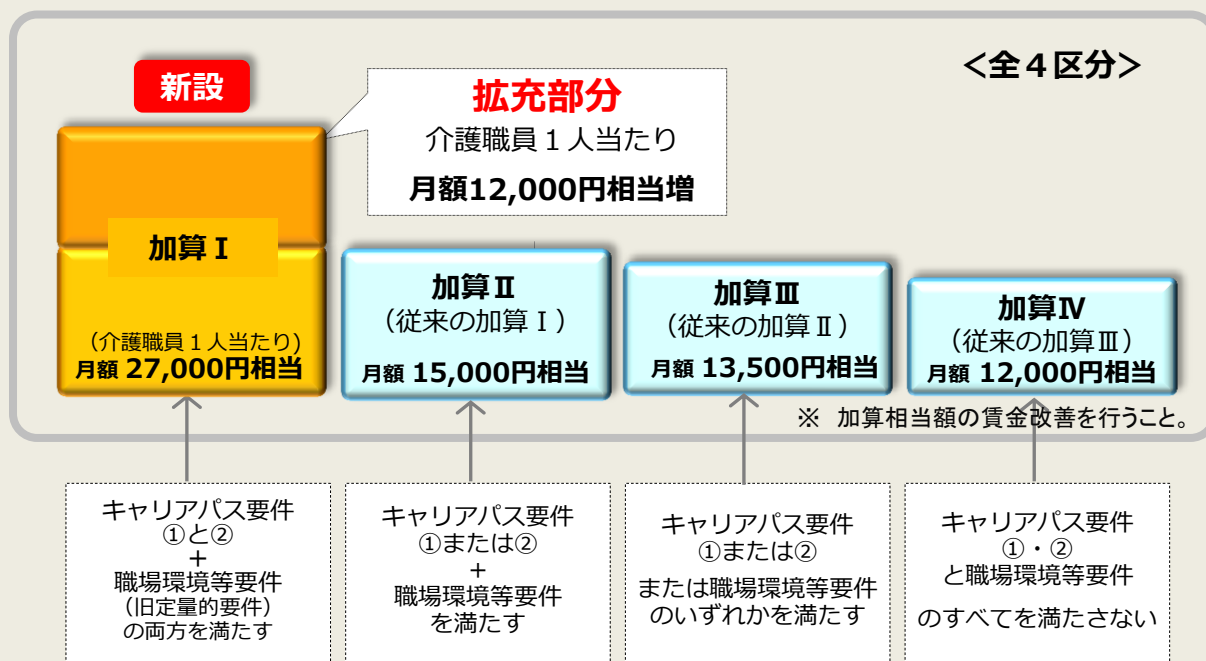 <全４区分>
新設
拡充部分
介護職員１人当たり
月額12,000円相当増
加算Ⅰ
（介護職員１人当たり）
月額 27,000円相当
加算Ⅱ
（従来の加算Ⅰ）
月額 15,000円相当
加算Ⅲ
（従来の加算Ⅱ）
月額 13,500円相当
加算Ⅳ
（従来の加算Ⅲ）
月額 12,000円相当
※ 加算相当額の賃金改善を行うこと。
キャリアパス要件
①と②
+
職場環境等要件
（旧定量的要件）
の両方を満たす
キャリアパス要件
①または②
+
職場環境等要件
を満たす
キャリアパス要件
①または②
または職場環境等要件
のいずれかを満たす
キャリアパス要件
①・②
と職場環境等要件
のすべてを満たさない